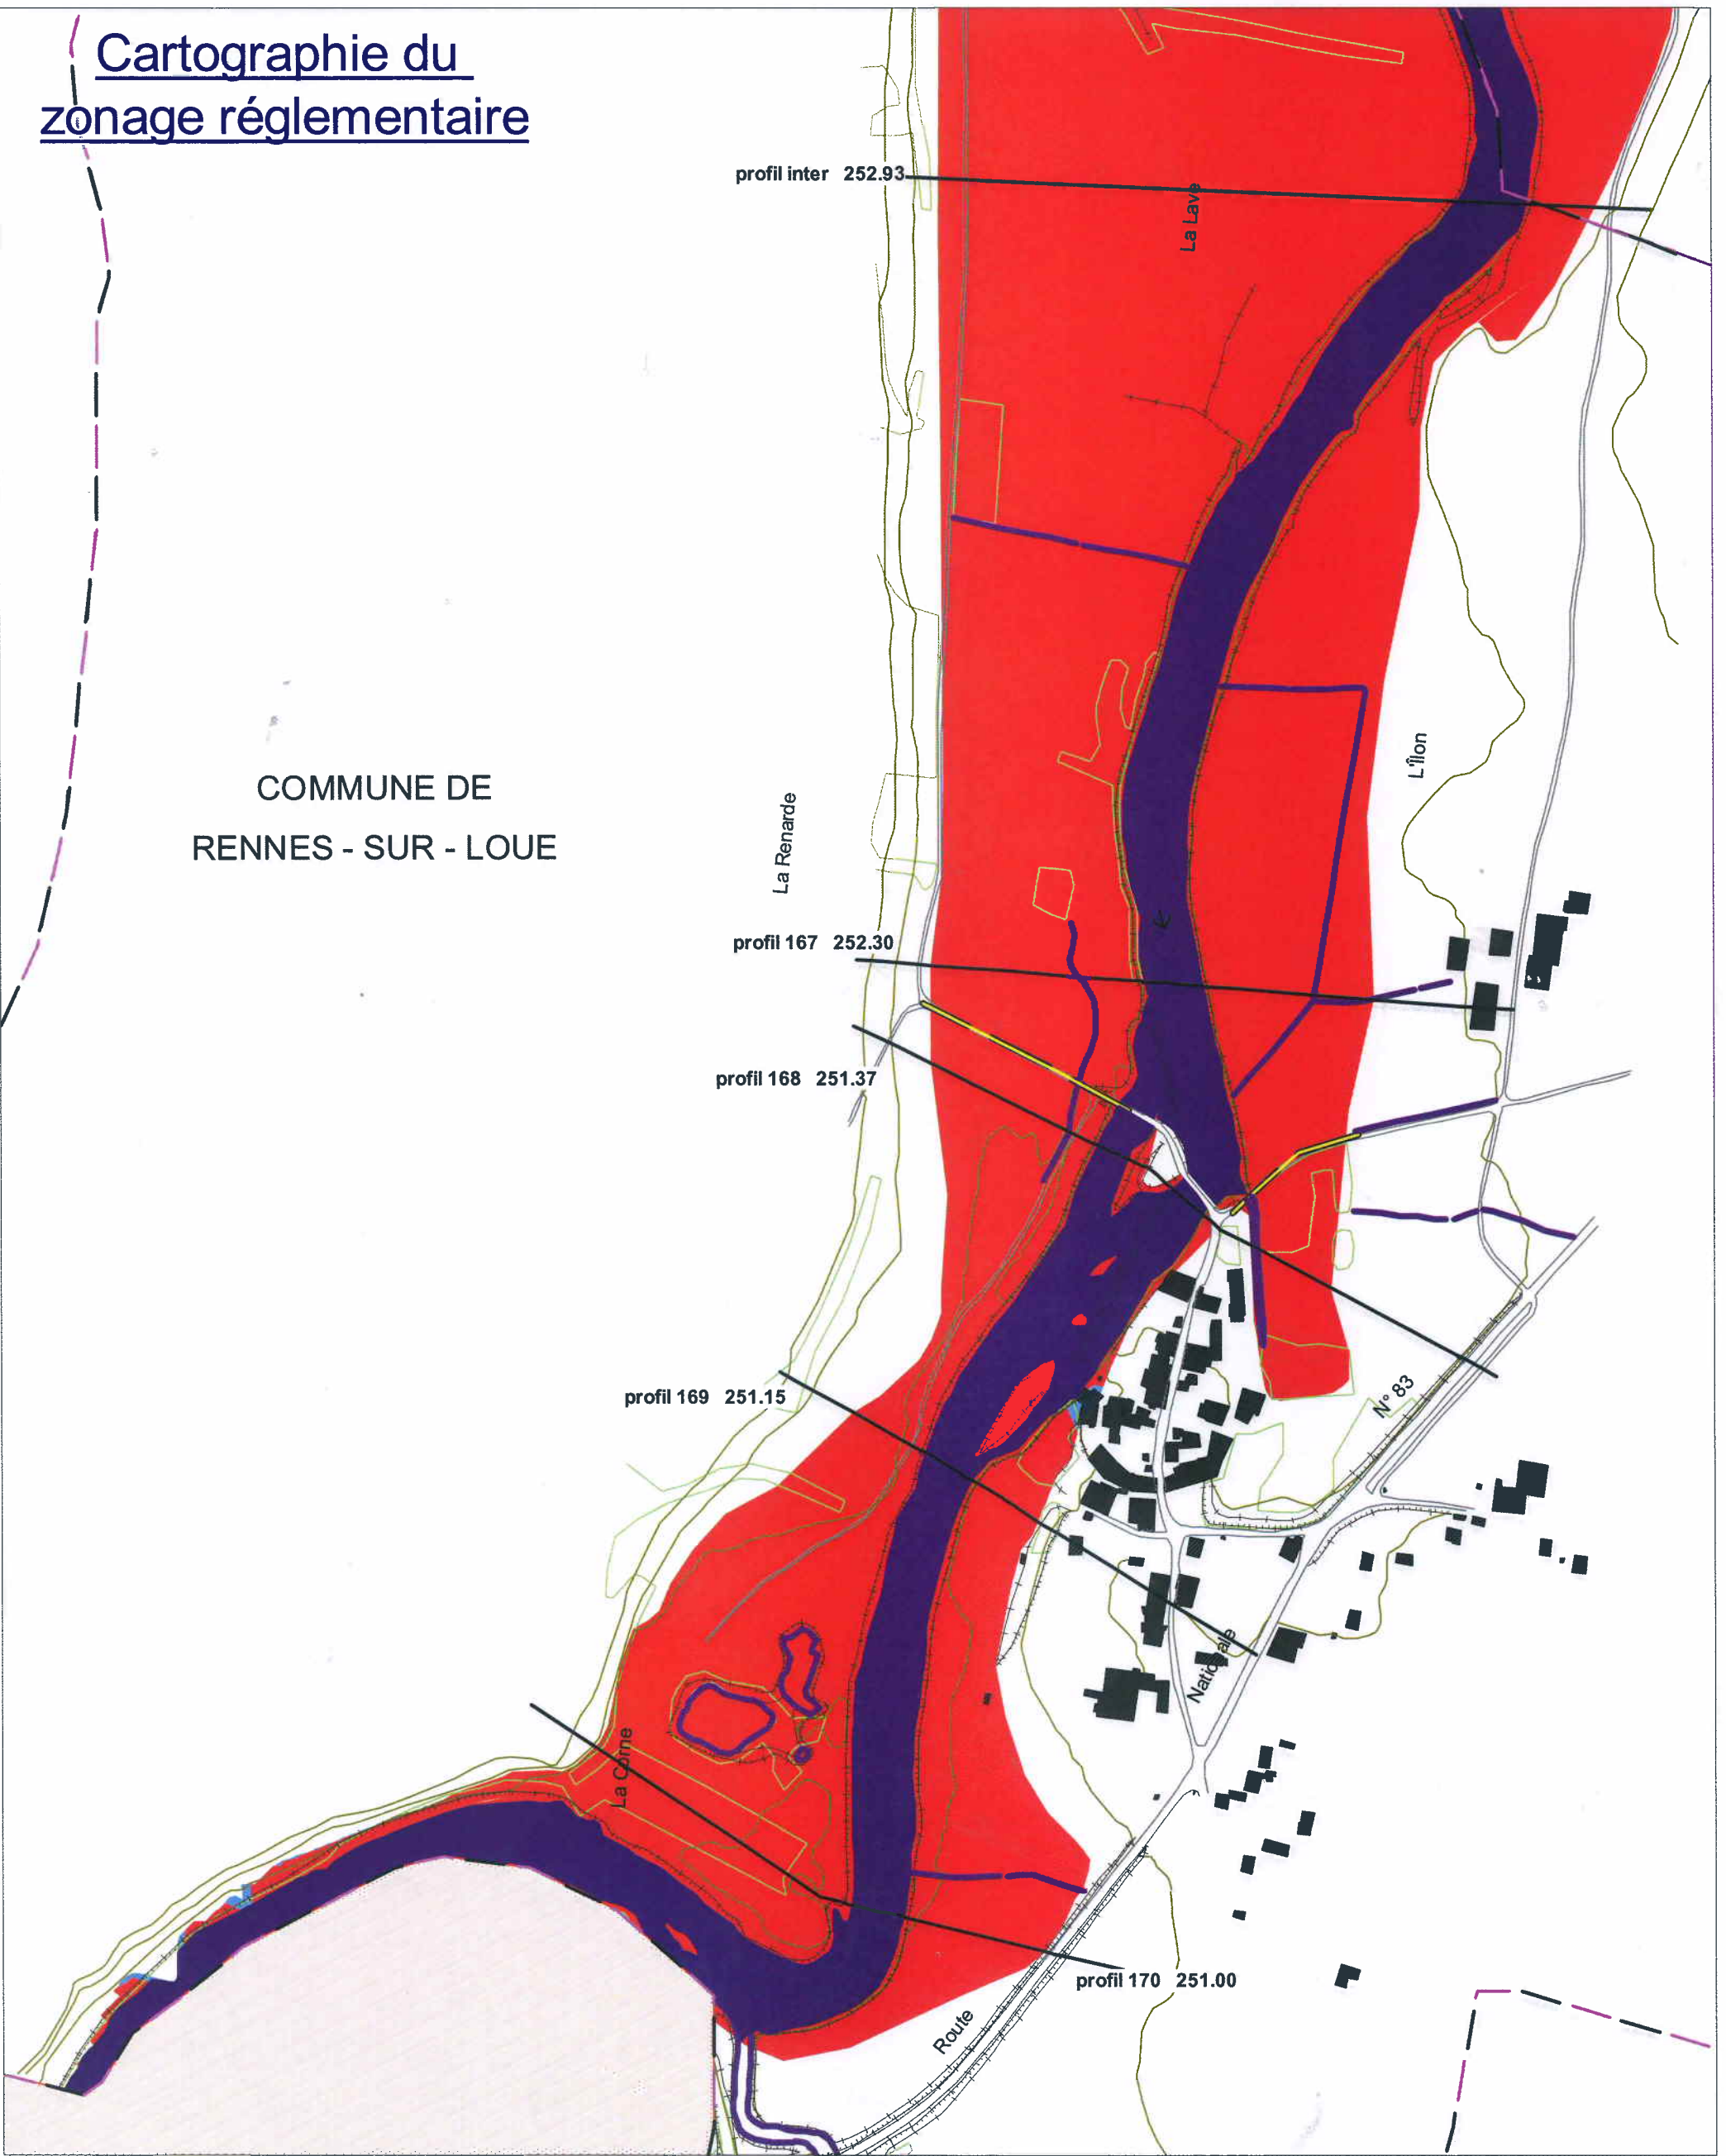 Cartographie du
zonage réglementaire
profil inter 252.93
La Lave
COMMUNE DE
RENNES - SUR - LOUE
La Renarde
L'Îlon
profil 167 252.30
profil 168 251.37
profil 169 251.15
N° 83
Nationale
La Corne
profil 170 251.00
Route